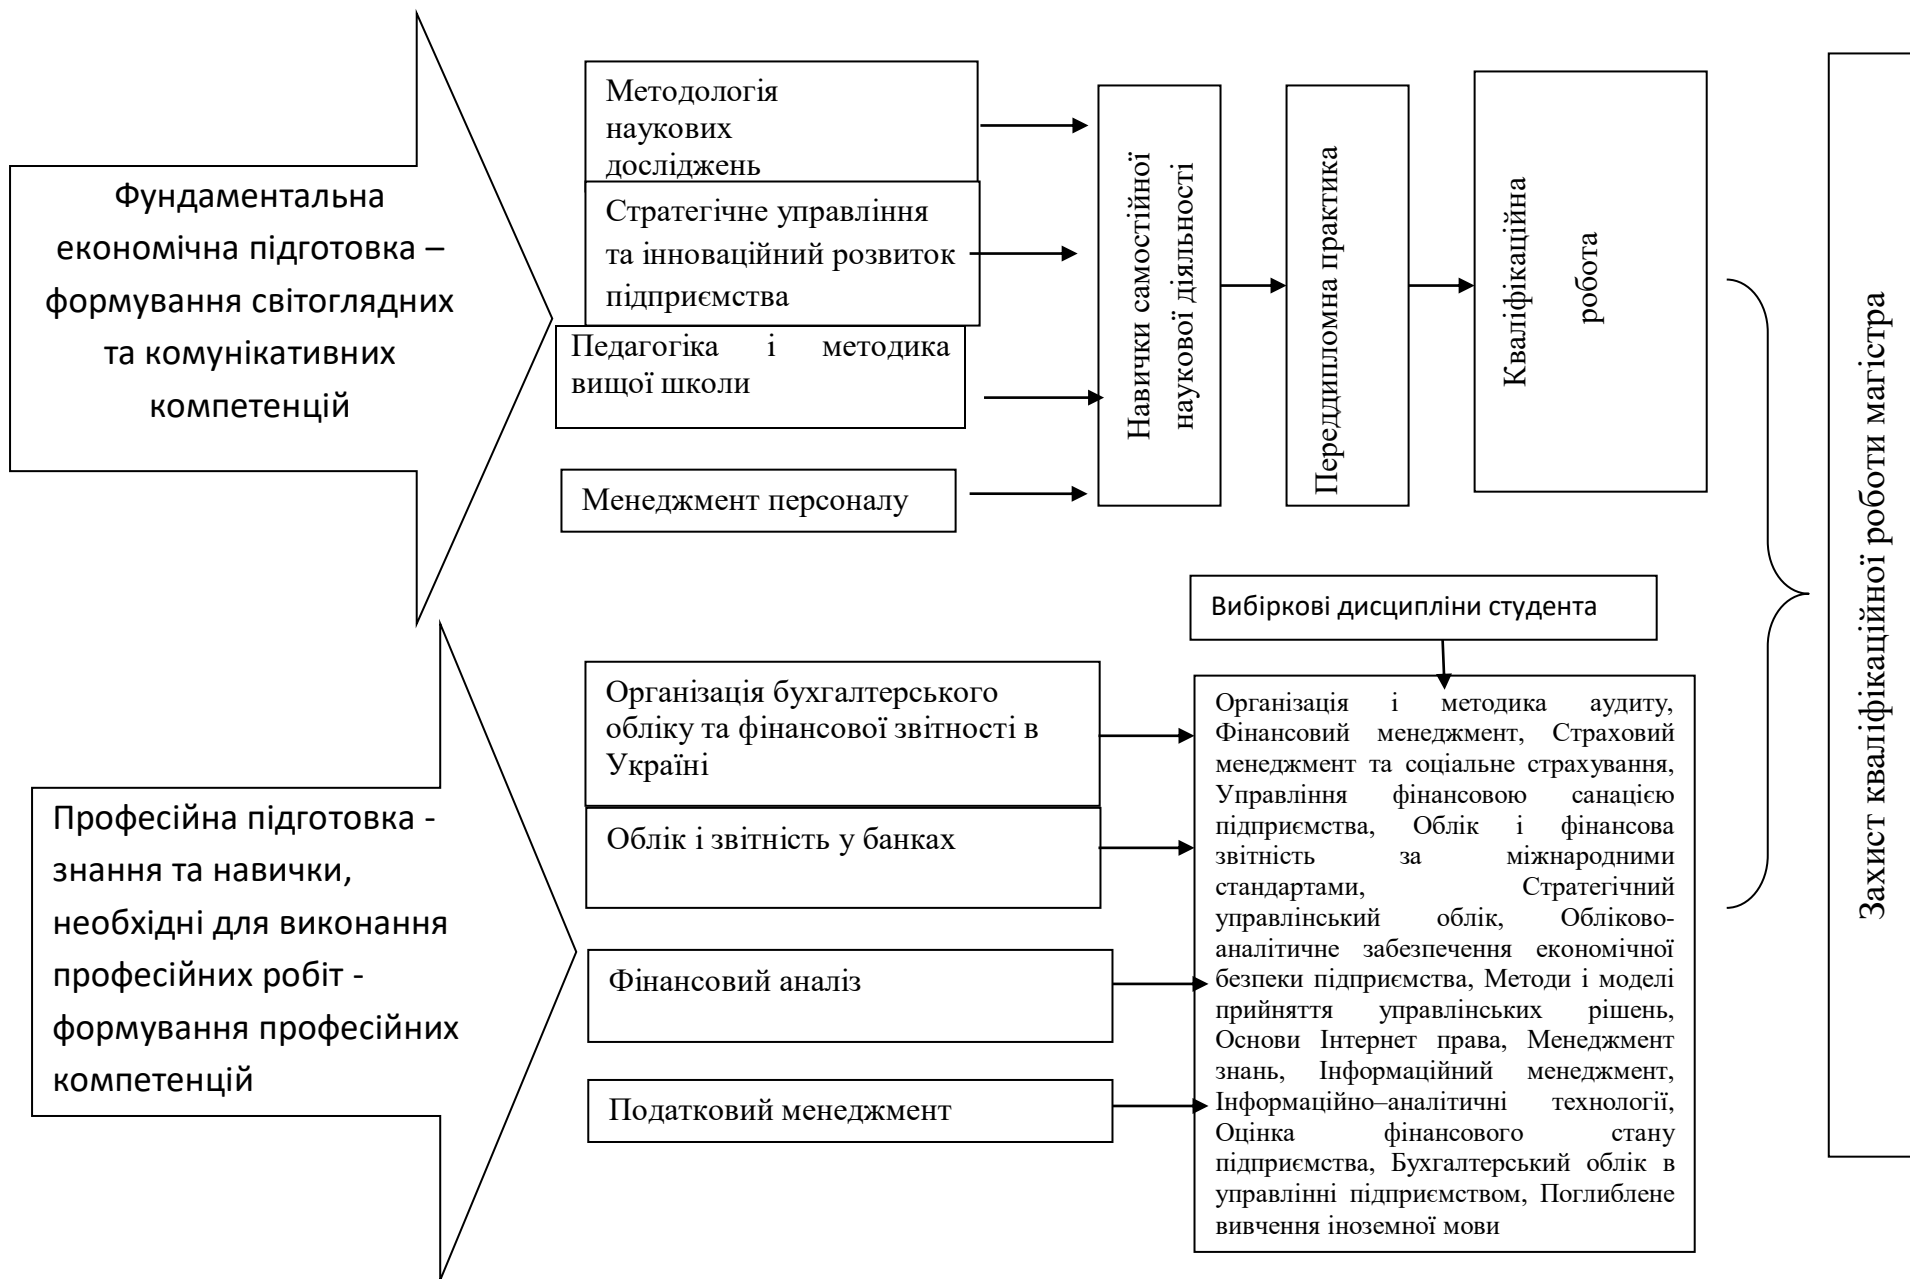 Фундаментальна
економічна підготовка –
формування світоглядних
та комунікативних
компетенцій
Методологія
наукових
досліджень
Стратегічне управління
та інноваційний розвиток
підприємства
Педагогіка і методика
вищої школи
Менеджмент персоналу
Навички самостійної
наукової діяльності
Переддипломна практика
Кваліфікаційна
робота
Захист кваліфікаційної роботи магістра
Професійна підготовка -
знання та навички,
необхідні для виконання
професійних робіт -
формування професійних
компетенцій
Організація бухгалтерського
обліку та фінансової звітності в
Україні
Облік і звітність у банках
Фінансовий аналіз
Податковий менеджмент
Вибіркові дисципліни студента
Організація і методика аудиту,
Фінансовий менеджмент, Страховий
менеджмент та соціальне страхування,
Управління фінансовою санацією
підприємства, Облік і фінансова
звітність за міжнародними
стандартами, Стратегічний
управлінський облік, Обліково-
аналітичне забезпечення економічної
безпеки підприємства, Методи і моделі
прийняття управлінських рішень,
Основи Інтернет права, Менеджмент
знань, Інформаційний менеджмент,
Інформаційно–аналітичні технології,
Оцінка фінансового стану
підприємства, Бухгалтерський облік в
управлінні підприємством, Поглиблене
вивчення іноземної мови